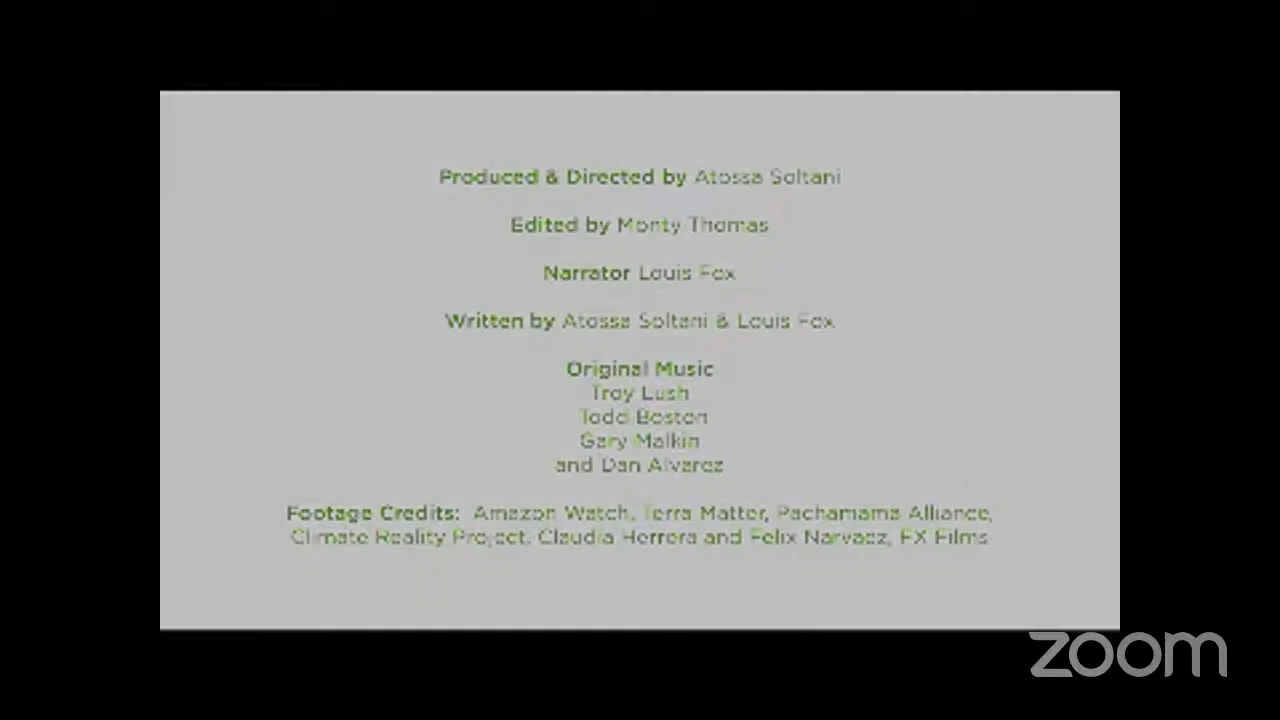 Produced & Directed by Atossa Soltani
Edited by Monty Thomas
Narrator Louis Fox
Written by Atossa Soltani & Louis Fox
Original Music
Troy Lush
Todd Boston
Gary Malkin
and Dan Alvarez
Footage Credits: Amazon Watch, Terra Matter, Pachamama Alliance,
Climate Reality Project, Claudia Herrera and Felix Narvaez, FX Films
zoom